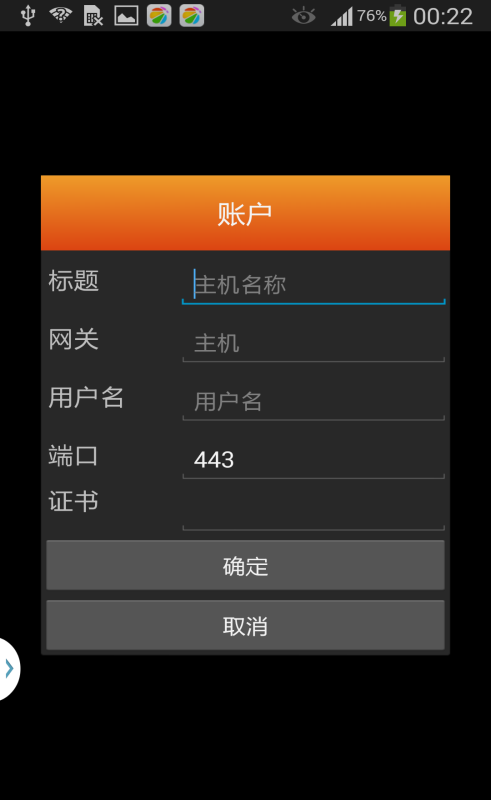 76% 00:22
账户
标题 主机名称
网关 主机
用户名 用户名
端口 443
证书
确定
取消